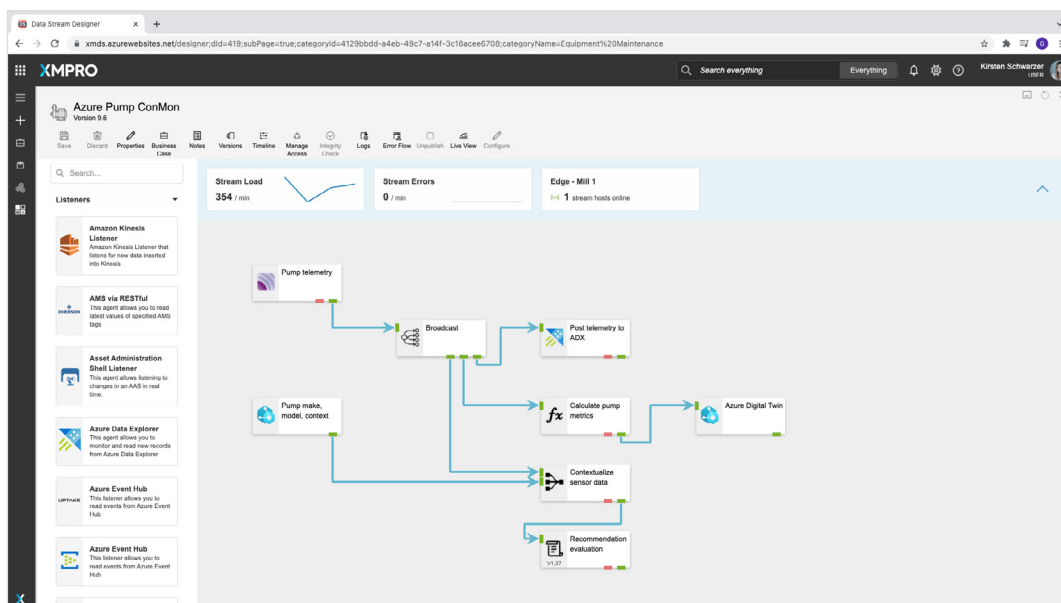 Data Stream Designer
xmds.azurewebsites.net/designer;dId=419;subPage=true;categoryId=4129bbdd-a4eb-49c7-a14f-3c18acee6708;categoryName=Equipment%20Maintenance
G
XMPRO
Search everything
Everything
Kirsten Schwarzer
USER
Azure Pump ConMon
Version 9.6
Save
Discard
Properties
Business
Case
Notes
Versions
Timeline
Manage
Access
Integrity
Check
Logs
Error Flow
Unpublish
Live View
Configure
Search...
Listeners
Amazon Kinesis
Listener
Amazon Kinesis Listener that
listens for new data inserted
into Kinesis
EMERSON
AMS via RESTful
This agent allows you to read
latest values of specified AMS
tags
Asset Administration
Shell Listener
This agent allows listening to
changes in an AAS in real
time.
Azure Data Explorer
This agent allows you to
monitor and read new records
from Azure Data Explorer
UPTAKE
Azure Event Hub
This listener allows you to
read events from Azure Event
Hub
Azure Event Hub
This listener allows you to
read events from Azure Event
Hub
Stream Load
354 / min
Stream Errors
0 / min
Edge - Mill 1
1 stream hosts online
Pump telemetry
Broadcast
Post telemetry to
ADX
Pump make,
model, context
fx
Calculate pump
metrics
Azure Digital Twin
Contextualize
sensor data
Recommendation
evaluation
V1.37